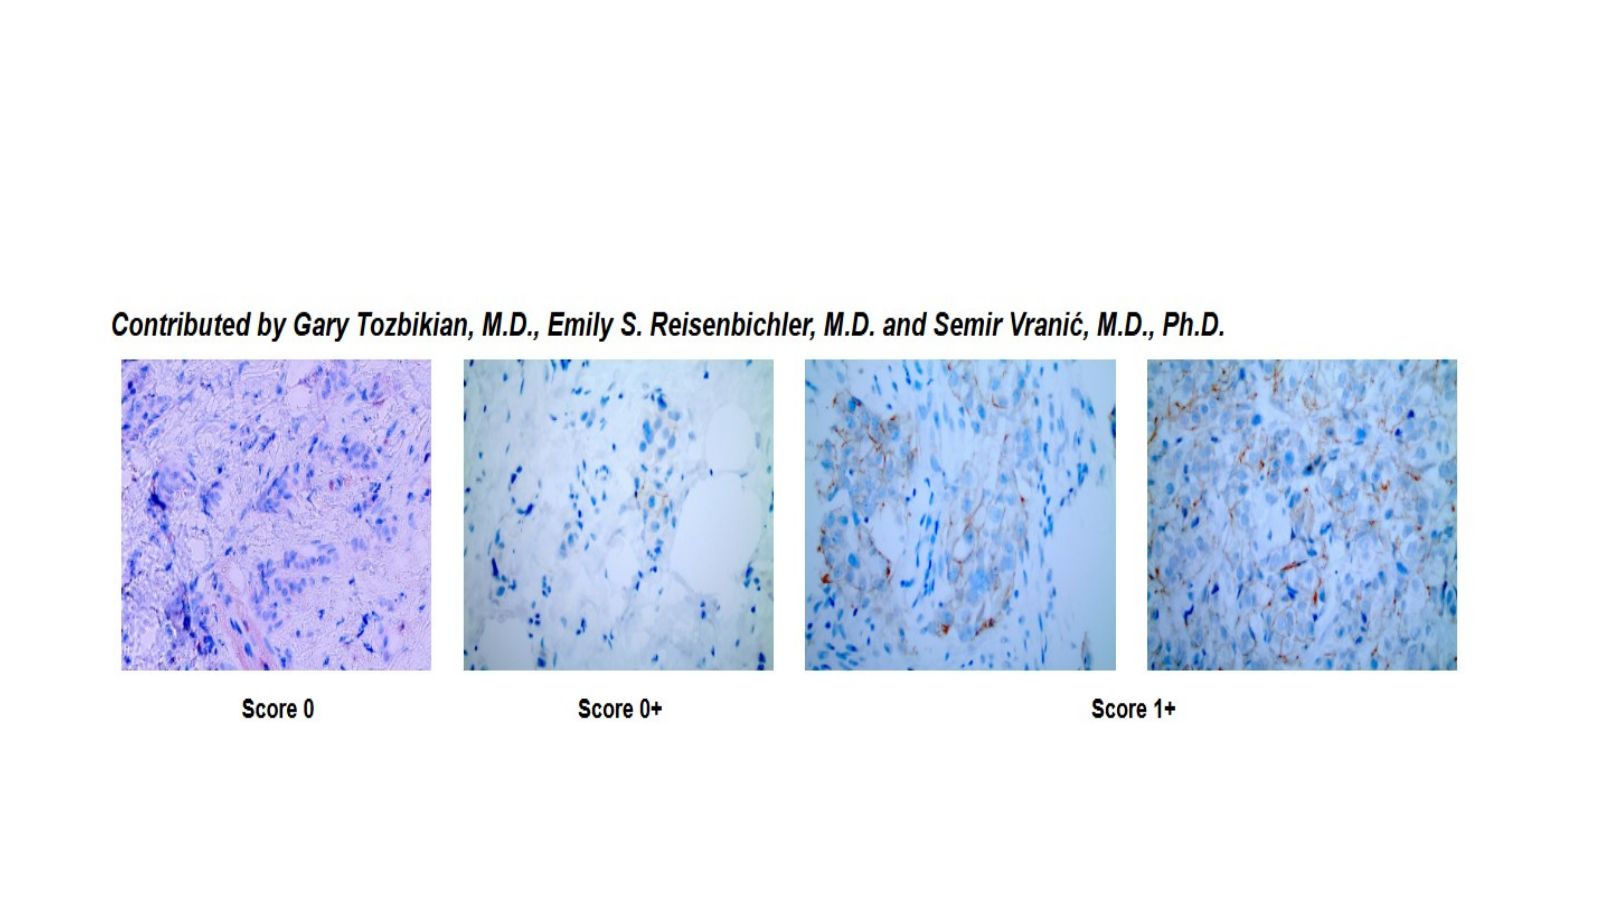 Contributed by Gary Tozbikian, M.D., Emily S. Reisenbichler, M.D. and Semir Vranić, M.D., Ph.D.
Score 0
Score 0+
Score 1+